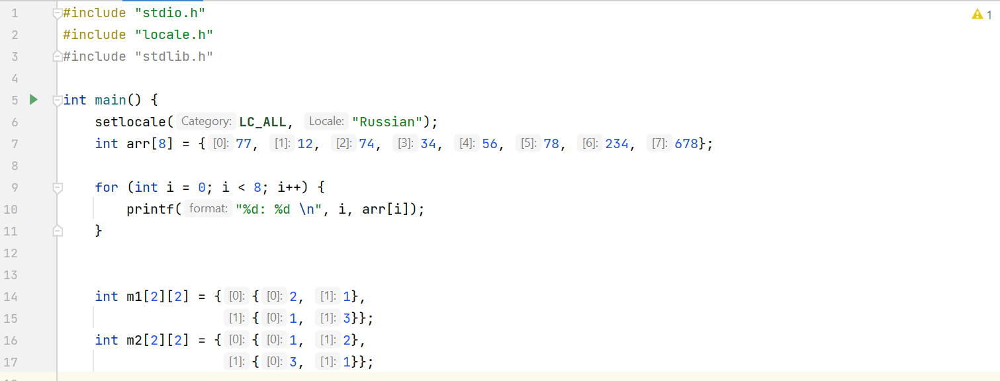 1 #include "stdio.h"
2 #include "locale.h"
3 #include "stdlib.h"
4
5 int main() {
6 setlocale( Category: LC_ALL, Locale: "Russian");
7 int arr[8] = { [0]: 77, [1]: 12, [2]: 74, [3]: 34, [4]: 56, [5]: 78, [6]: 234, [7]: 678};
8
9 for (int i = 0; i < 8; i++) {
10 printf( format: "%d: %d \n", i, arr[i]);
11 }
12
13
14 int m1[2][2] = { [0]: { [0]: 2, [1]: 1},
15 [1]: { [0]: 1, [1]: 3}};
16 int m2[2][2] = { [0]: { [0]: 1, [1]: 2},
17 [1]: { [0]: 3, [1]: 1}};
1